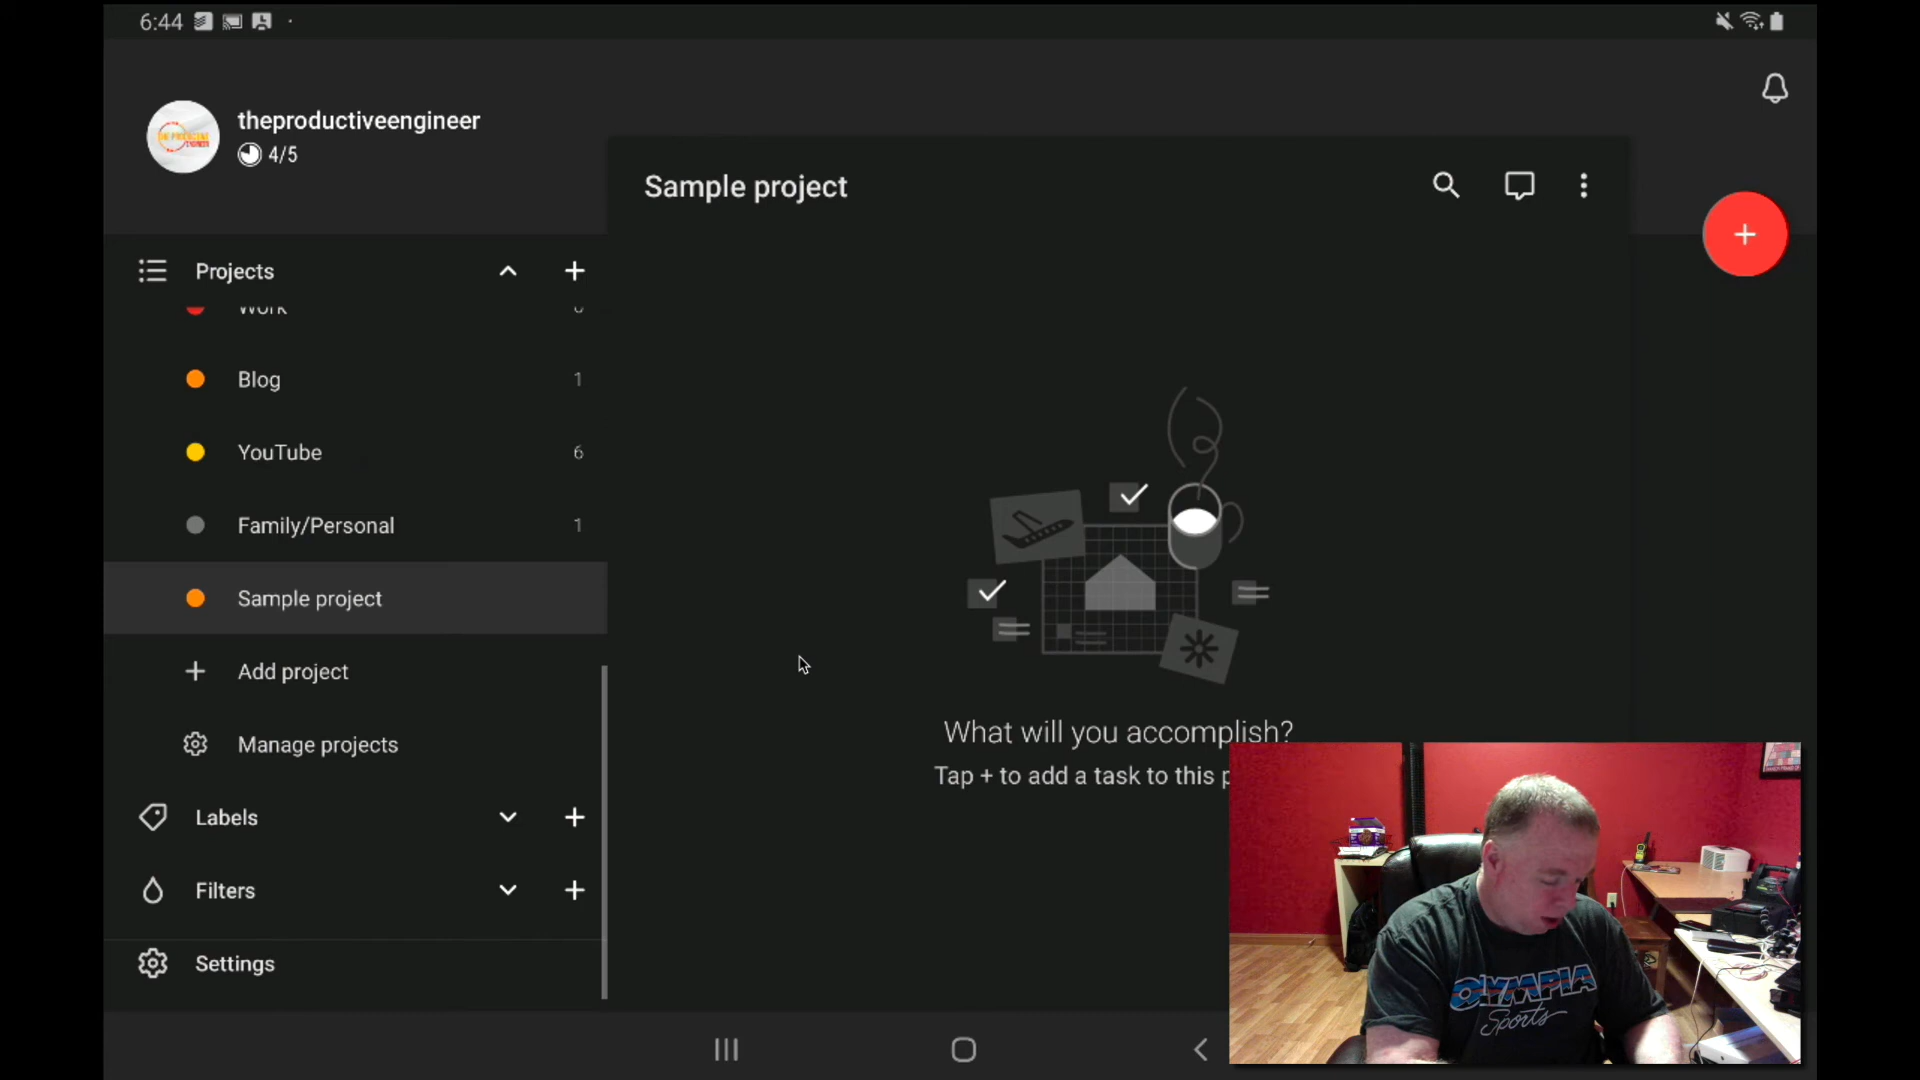 6:44
theproductiveengineer
4/5
Sample project
Projects
Work
Blog 1
YouTube 6
Family/Personal 1
Sample project
Add project
Manage projects
Labels
Filters
Settings
What will you accomplish?
Tap + to add a task to this p
OLYMPIA
Sports